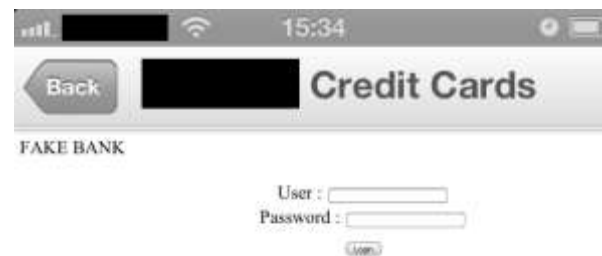 15:34
Back
Credit Cards
FAKE BANK
User :
Password :
Login